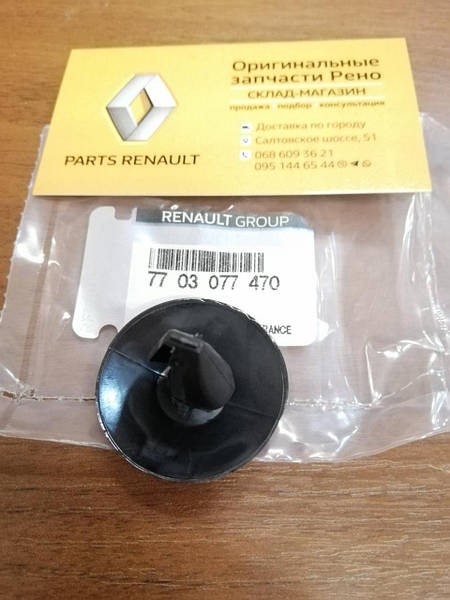 Оригинальные
запчасти Рено
СКЛАД-МАГАЗИН
продажа подбор консультация
Доставка по городу
Салтовское шоссе, 51
068 609 36 21
095 144 65 44
PARTS RENAULT
RENAULT GROUP
77 03 077 470
FRANCE